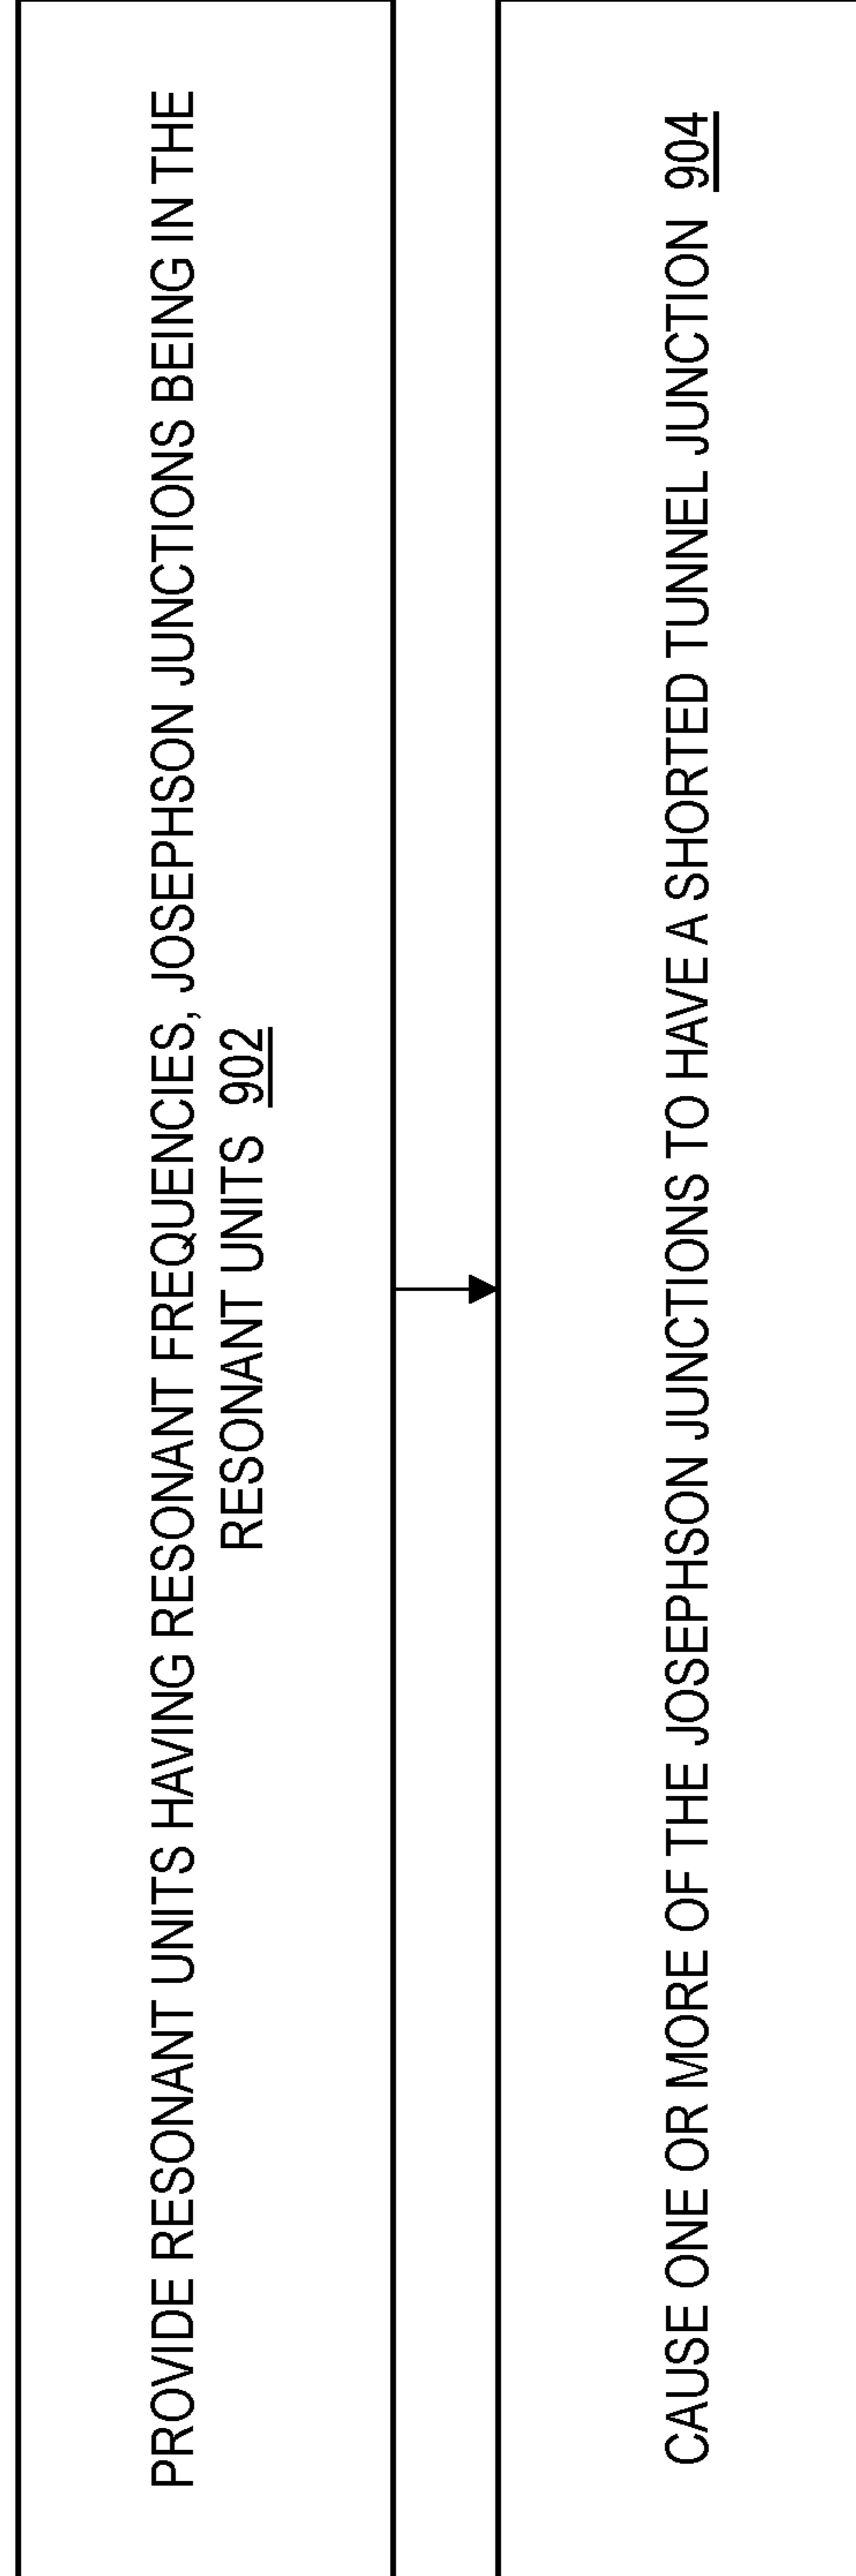 PROVIDE RESONANT UNITS HAVING RESONANT FREQUENCIES, JOSEPHSON JUNCTIONS BEING IN THE
RESONANT UNITS 902
CAUSE ONE OR MORE OF THE JOSEPHSON JUNCTIONS TO HAVE A SHORTED TUNNEL JUNCTION 904